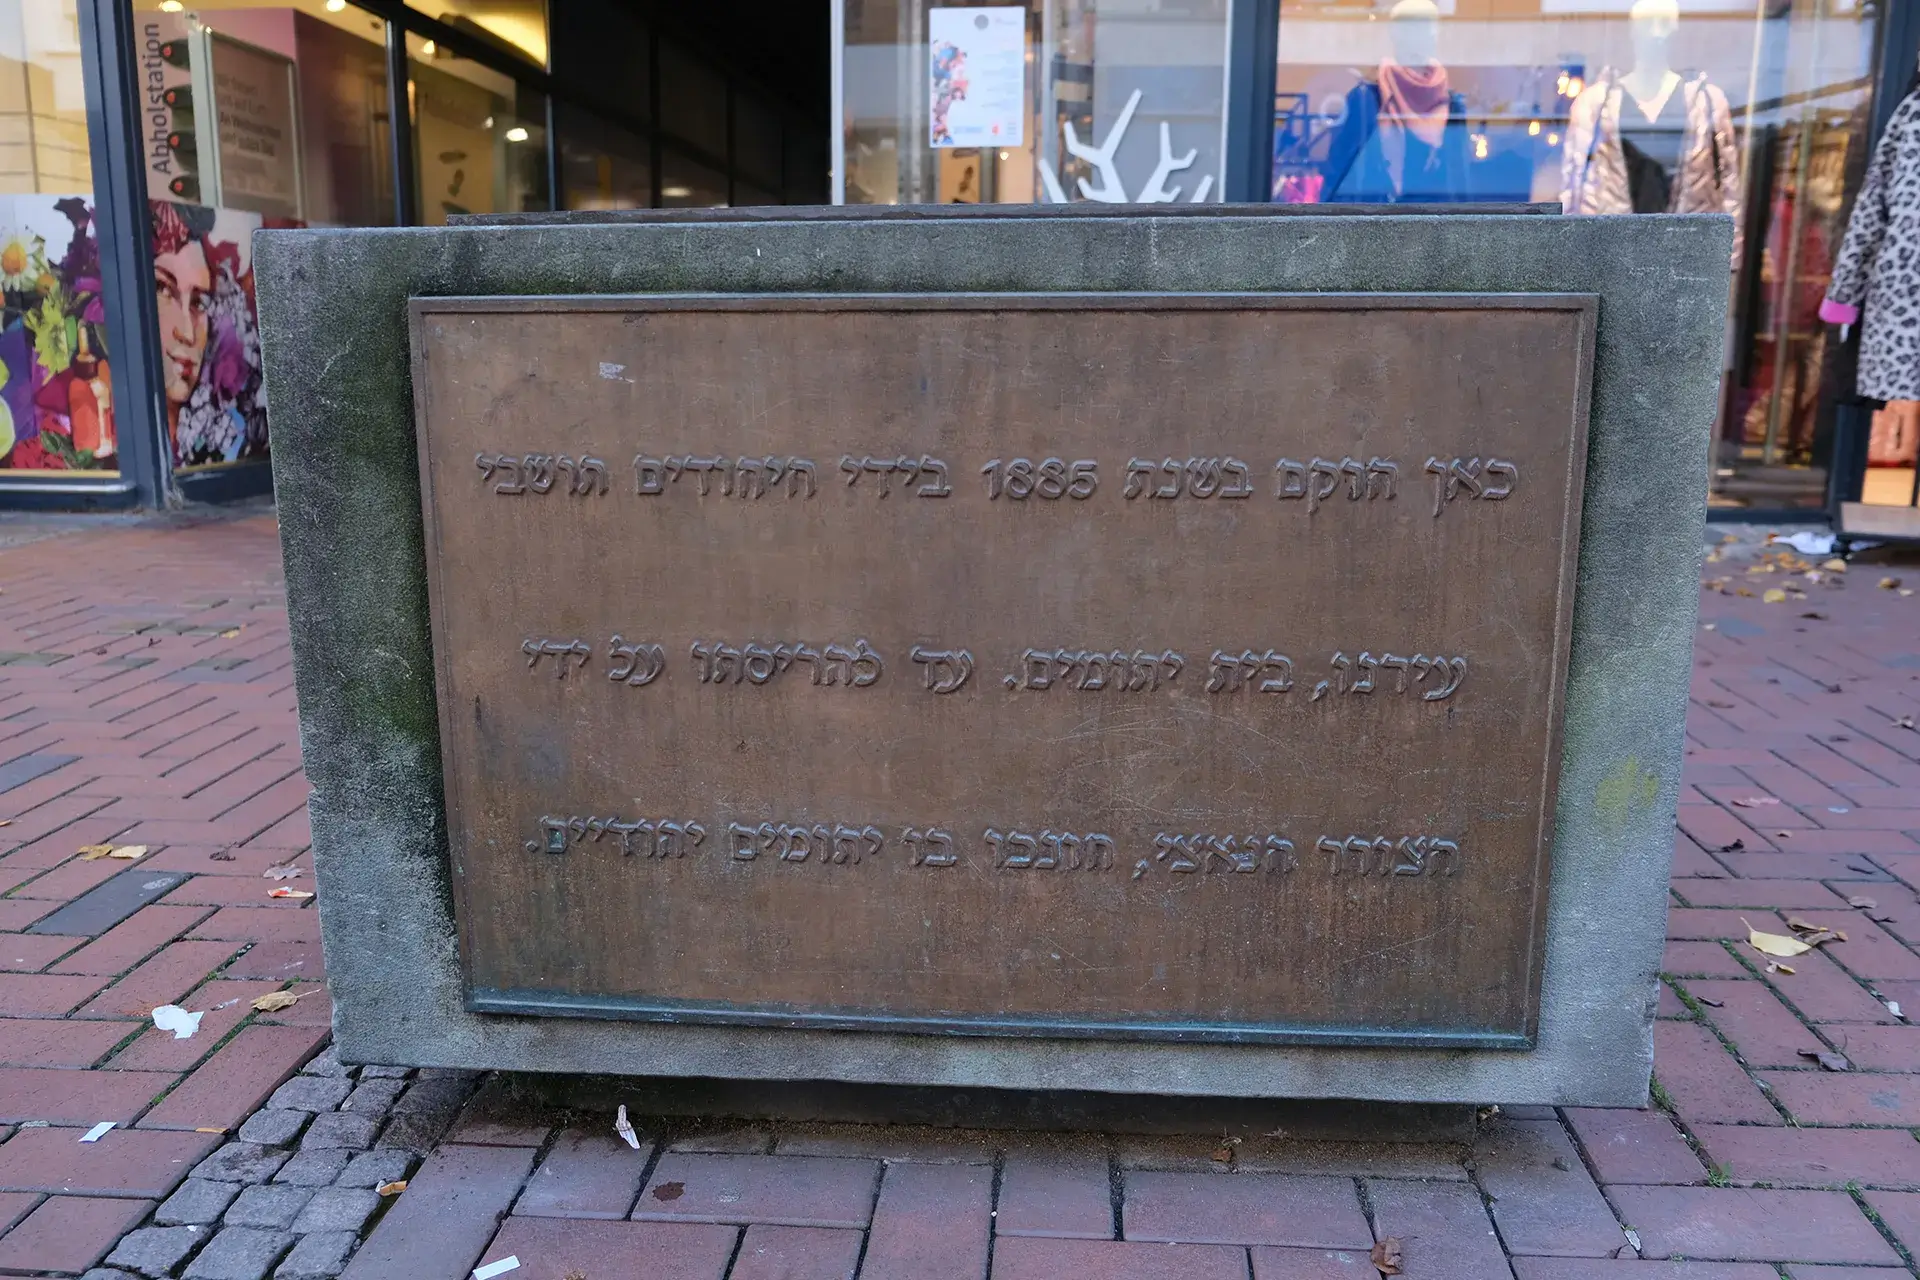 Abholstation
כאן הוקם בשנת 1885 בידי היהודים תושבי
עירנו, בית יתומים. עד להריסתו על ידי
הצורר הנאצי, חונכו בו יתומים יהודיים.